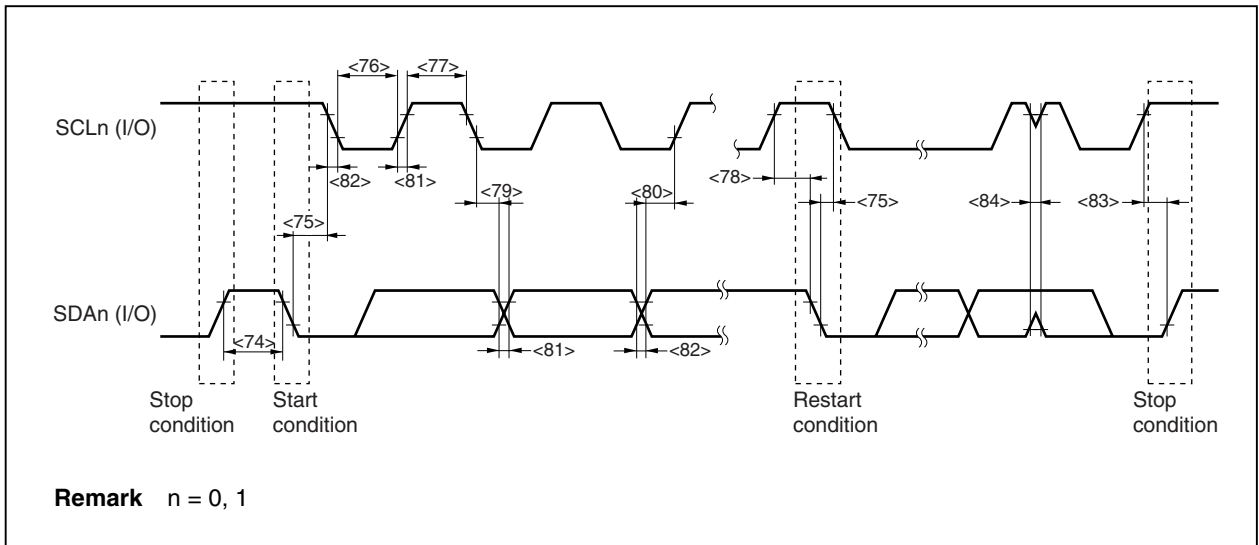 <76> <77>
SCLn (I/O)
<82> <81> <79> <80> <78> <75> <84> <83>
<75>
SDAn (I/O)
<74> <81> <82>
Stop condition
Start condition
Restart condition
Stop condition
Remark n = 0, 1